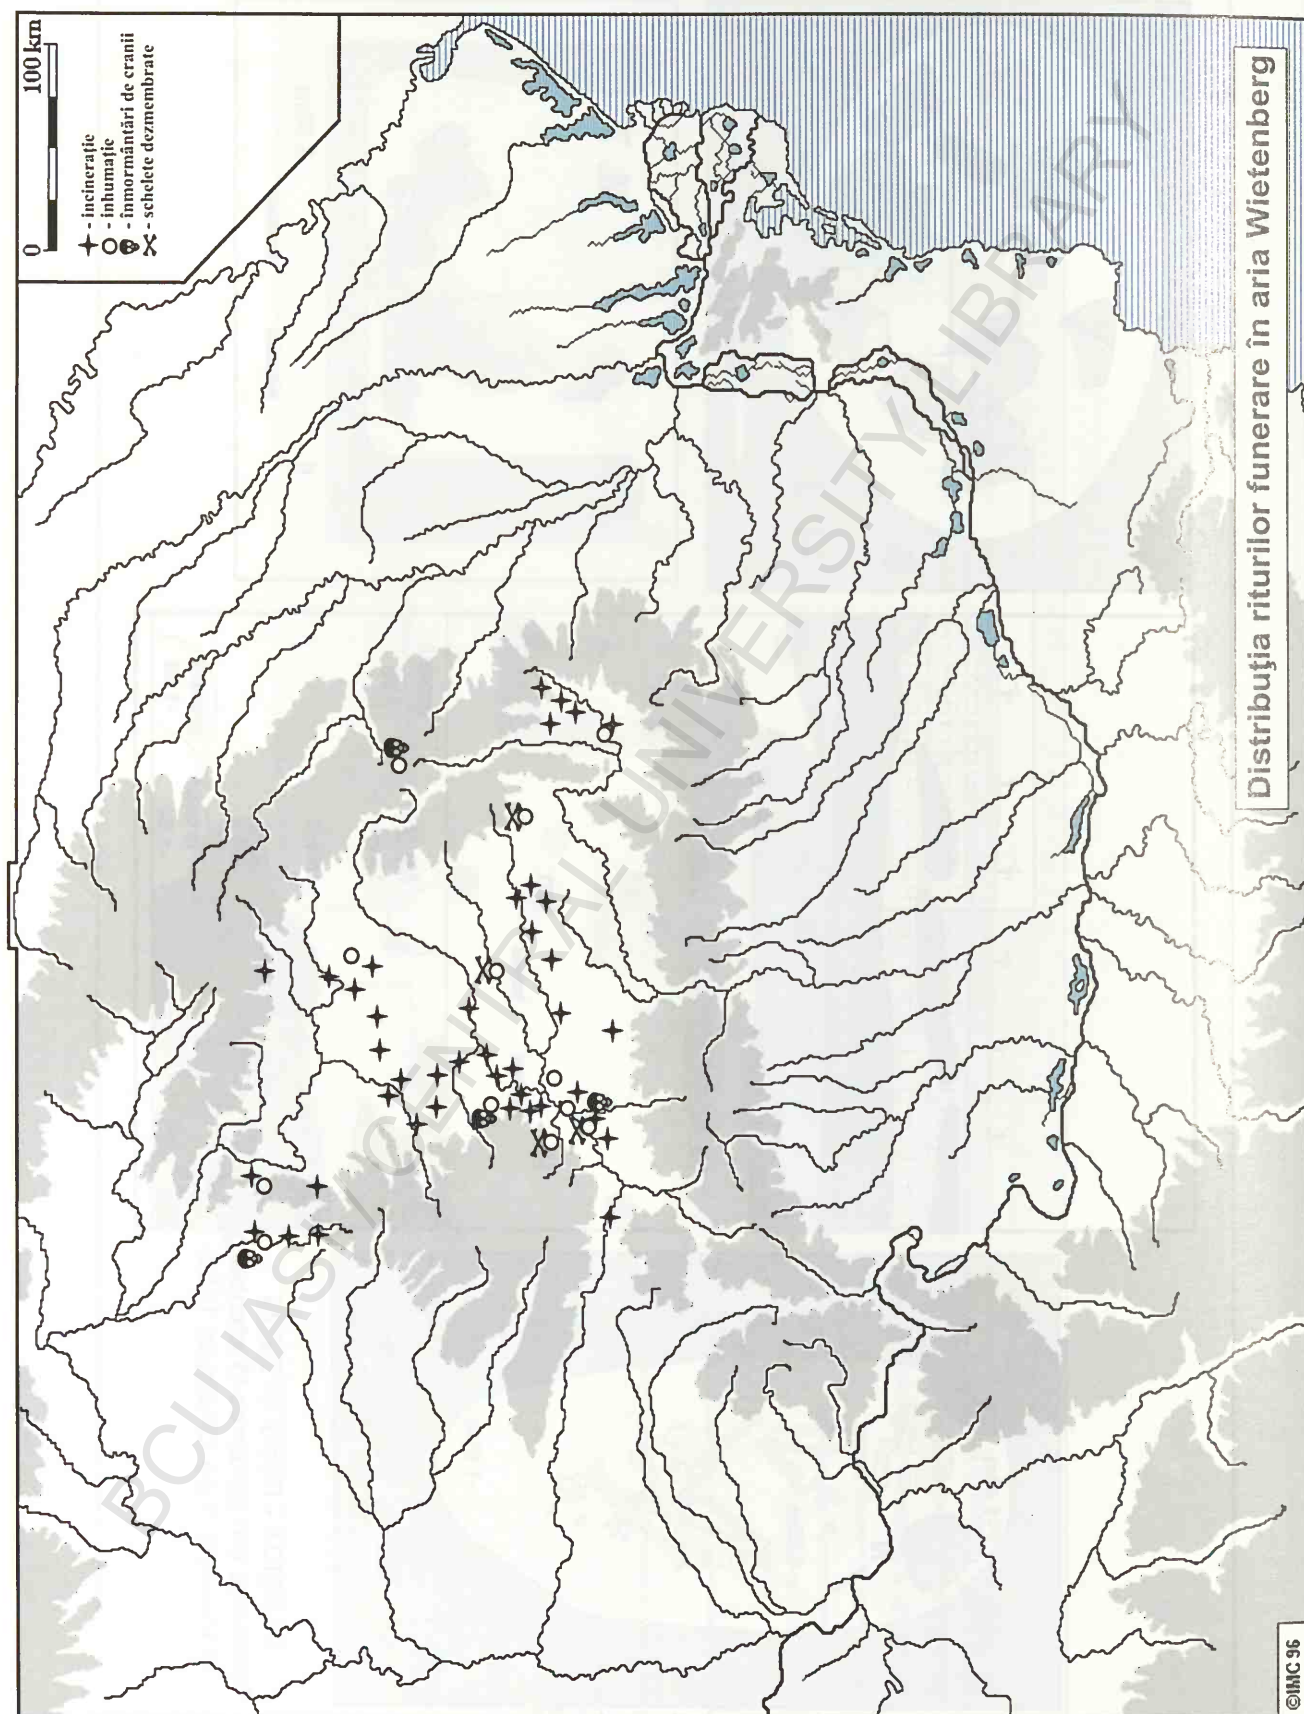 0 100 km
- incinerație
- inhumație
- înmormântări de cranii
- schelete dezmembrate
Distribuția riturilor funerare în aria Wietenberg
©IMC 96
BCU IASI / CENTRAL UNIVERSITY LIBRARY